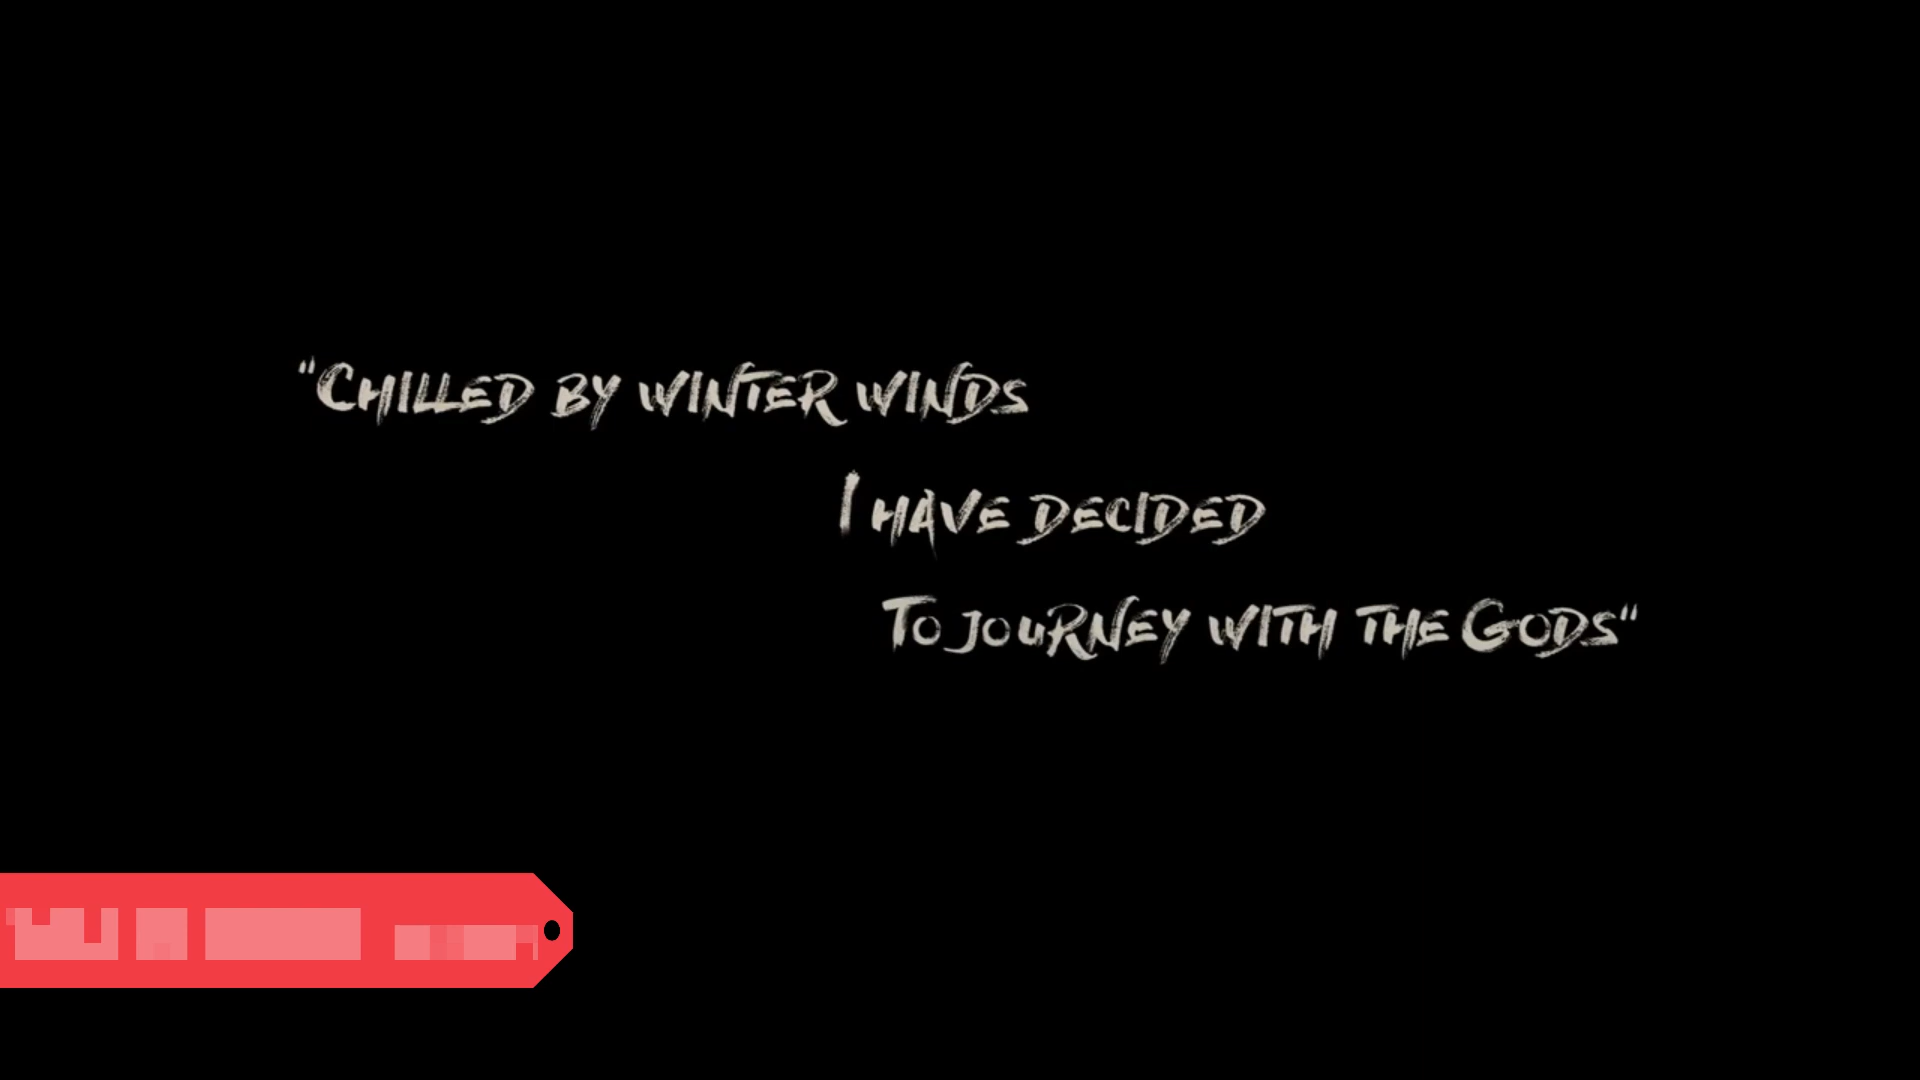 "Chilled by winter winds
I have decided
To journey with the Gods"